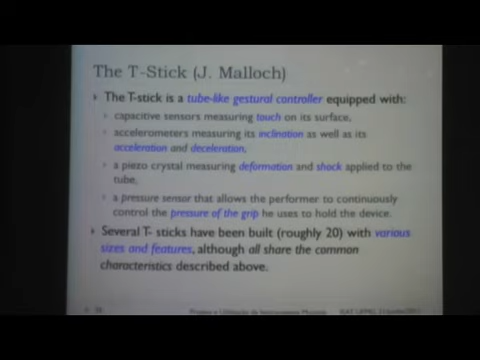 The T-Stick (J. Malloch)
The T-stick is a tube-like gestural controller equipped with:
capacitive sensors measuring touch on its surface,
accelerometers measuring its inclination as well as its
acceleration and deceleration,
a piezo crystal measuring deformation and shock applied to the
tube,
a pressure sensor that allows the performer to continuously
control the pressure of the grip he uses to hold the device.
Several T- sticks have been built (roughly 20) with various
sizes and features, although all share the common
characteristics described above.